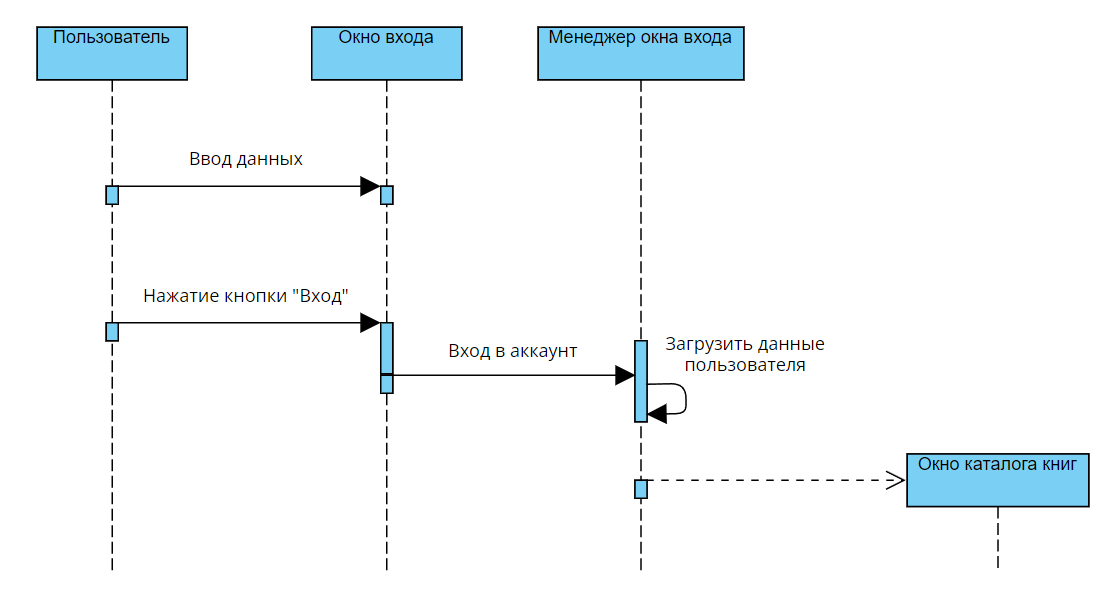 Пользователь
Окно входа
Менеджер окна входа
Ввод данных
Нажатие кнопки "Вход"
Вход в аккаунт
Загрузить данные
пользователя
Окно каталога книг